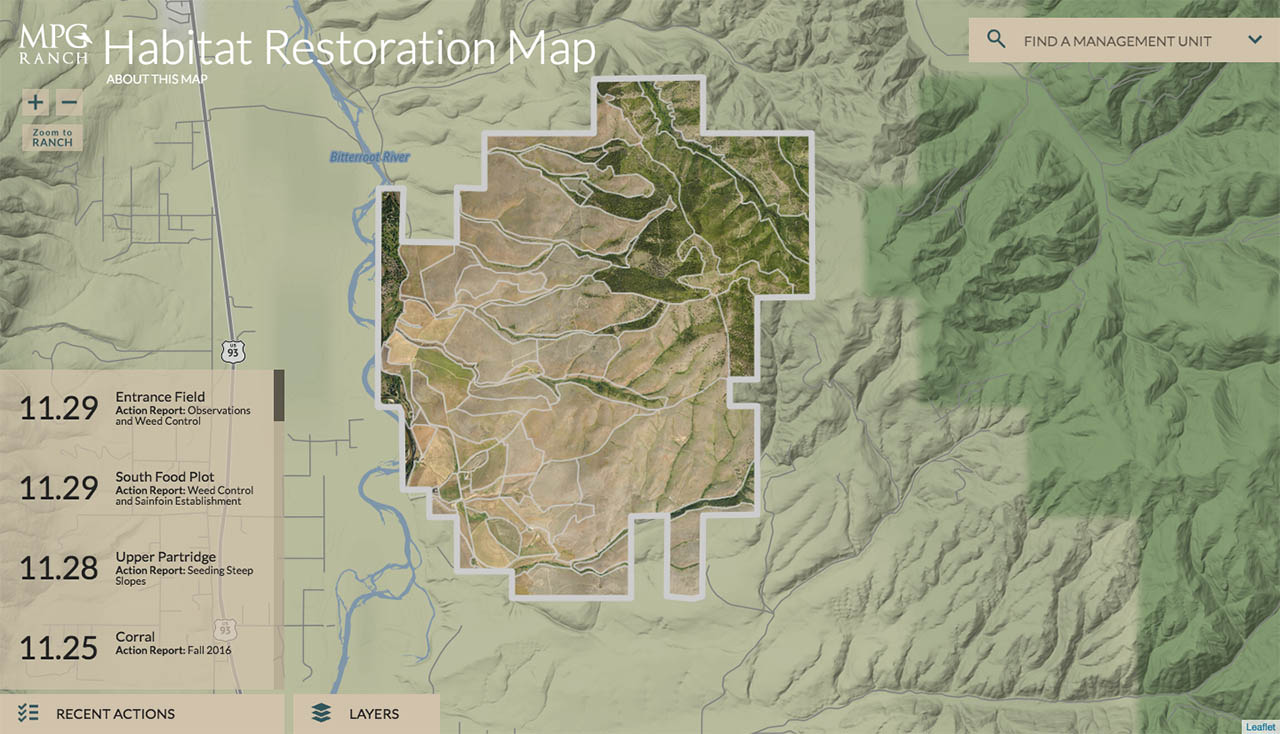 MPG
RANCH
Habitat Restoration Map
ABOUT THIS MAP
FIND A MANAGEMENT UNIT
+ −
Zoom to
RANCH
Bitterroot River
US
93
11.29
Entrance Field
Action Report: Observations
and Weed Control
11.29
South Food Plot
Action Report: Weed Control
and Sainfoin Establishment
11.28
Upper Partridge
Action Report: Seeding Steep
Slopes
US
93
11.25
Corral
Action Report: Fall 2016
RECENT ACTIONS
LAYERS
Leaflet